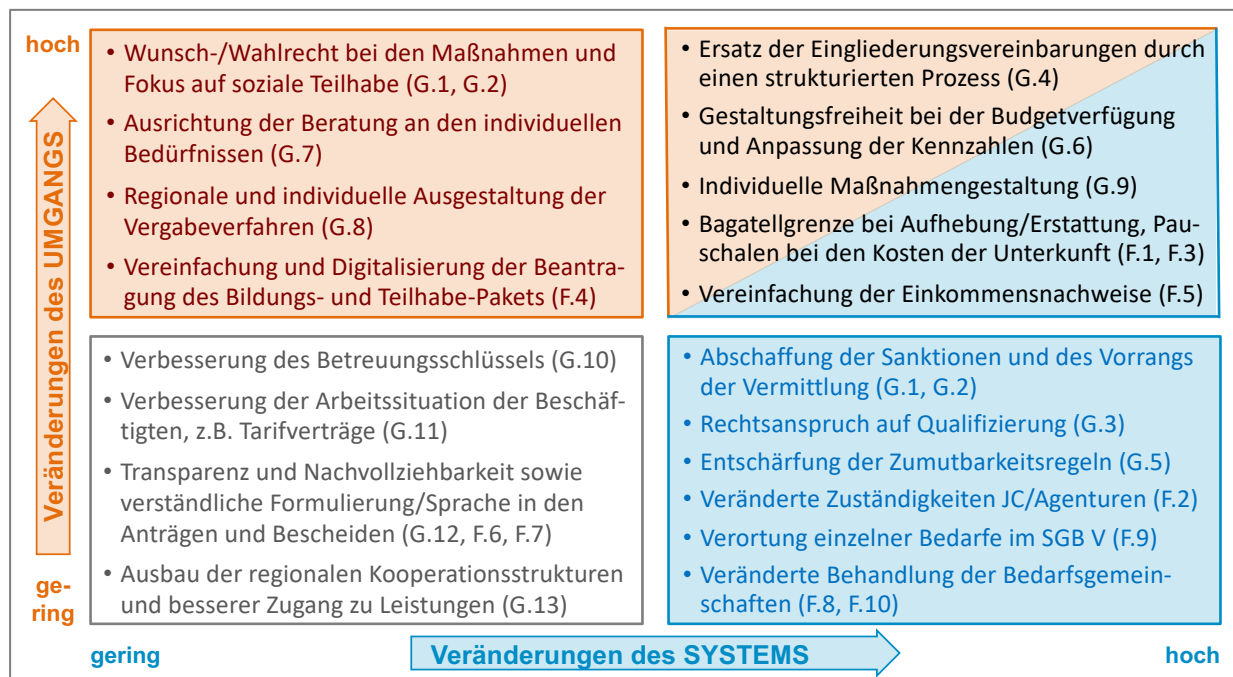 hoch
Veränderungen des UMGANGS
ge-
ring
• Wunsch-/Wahlrecht bei den Maßnahmen und
Fokus auf soziale Teilhabe (G.1, G.2)
• Ausrichtung der Beratung an den individuellen
Bedürfnissen (G.7)
• Regionale und individuelle Ausgestaltung der
Vergabeverfahren (G.8)
• Vereinfachung und Digitalisierung der Beantra-
gung des Bildungs- und Teilhabe-Pakets (F.4)
• Ersatz der Eingliederungsvereinbarungen durch
einen strukturierten Prozess (G.4)
• Gestaltungsfreiheit bei der Budgetverfügung
und Anpassung der Kennzahlen (G.6)
• Individuelle Maßnahmengestaltung (G.9)
• Bagatellgrenze bei Aufhebung/Erstattung, Pau-
schalen bei den Kosten der Unterkunft (F.1, F.3)
• Vereinfachung der Einkommensnachweise (F.5)
• Verbesserung des Betreuungsschlüssels (G.10)
• Verbesserung der Arbeitssituation der Beschäf-
tigten, z.B. Tarifverträge (G.11)
• Transparenz und Nachvollziehbarkeit sowie
verständliche Formulierung/Sprache in den
Anträgen und Bescheiden (G.12, F.6, F.7)
• Ausbau der regionalen Kooperationsstrukturen
und besserer Zugang zu Leistungen (G.13)
• Abschaffung der Sanktionen und des Vorrangs
der Vermittlung (G.1, G.2)
• Rechtsanspruch auf Qualifizierung (G.3)
• Entschärfung der Zumutbarkeitsregeln (G.5)
• Veränderte Zuständigkeiten JC/Agenturen (F.2)
• Verortung einzelner Bedarfe im SGB V (F.9)
• Veränderte Behandlung der Bedarfsgemein-
schaften (F.8, F.10)
gering
Veränderungen des SYSTEMS
hoch